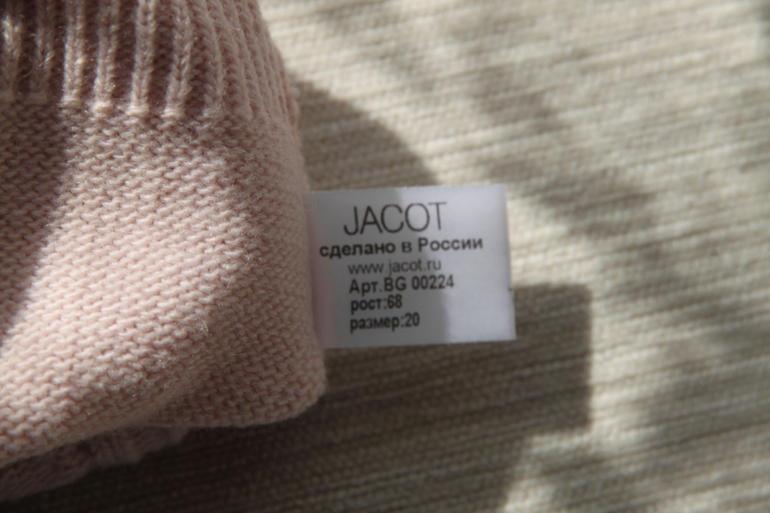 JACOT
сделано в России
www.jacot.ru
Арт.BG 00224
рост:68
размер:20